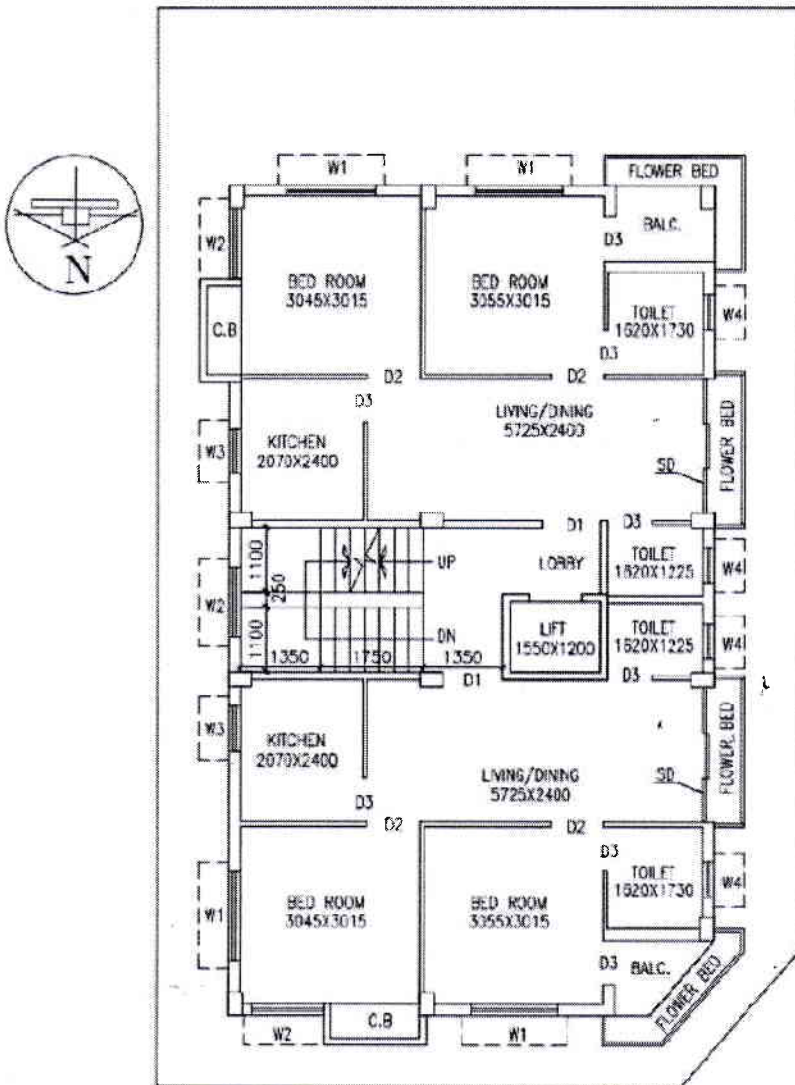 W1
W1
FLOWER BED
BALC.
D3
W2
N
BED ROOM
3045X3015
BED ROOM
3055X3015
C.B
TOILET
1620X1730
W4
D3
D2
D2
D3
LIVING/DINING
5725X2400
KITCHEN
2070X2400
W3
FLOWER BED
SD
D1
D3
1100
250
1100
W2
UP
LOBBY
TOILET
1620X1225
W4
DN
LIFT
1550X1200
TOILET
1620X1225
W4
1350
1750
1350
D1
D3
W3
KITCHEN
2070X2400
LIVING/DINING
5725X2400
SD
FLOWER BED
D3
D2
D2
D3
TOILET
1620X1730
W4
W1
BED ROOM
3045X3015
BED ROOM
3055X3015
D3
BALC.
FLOWER BED
W2
C.B
W1